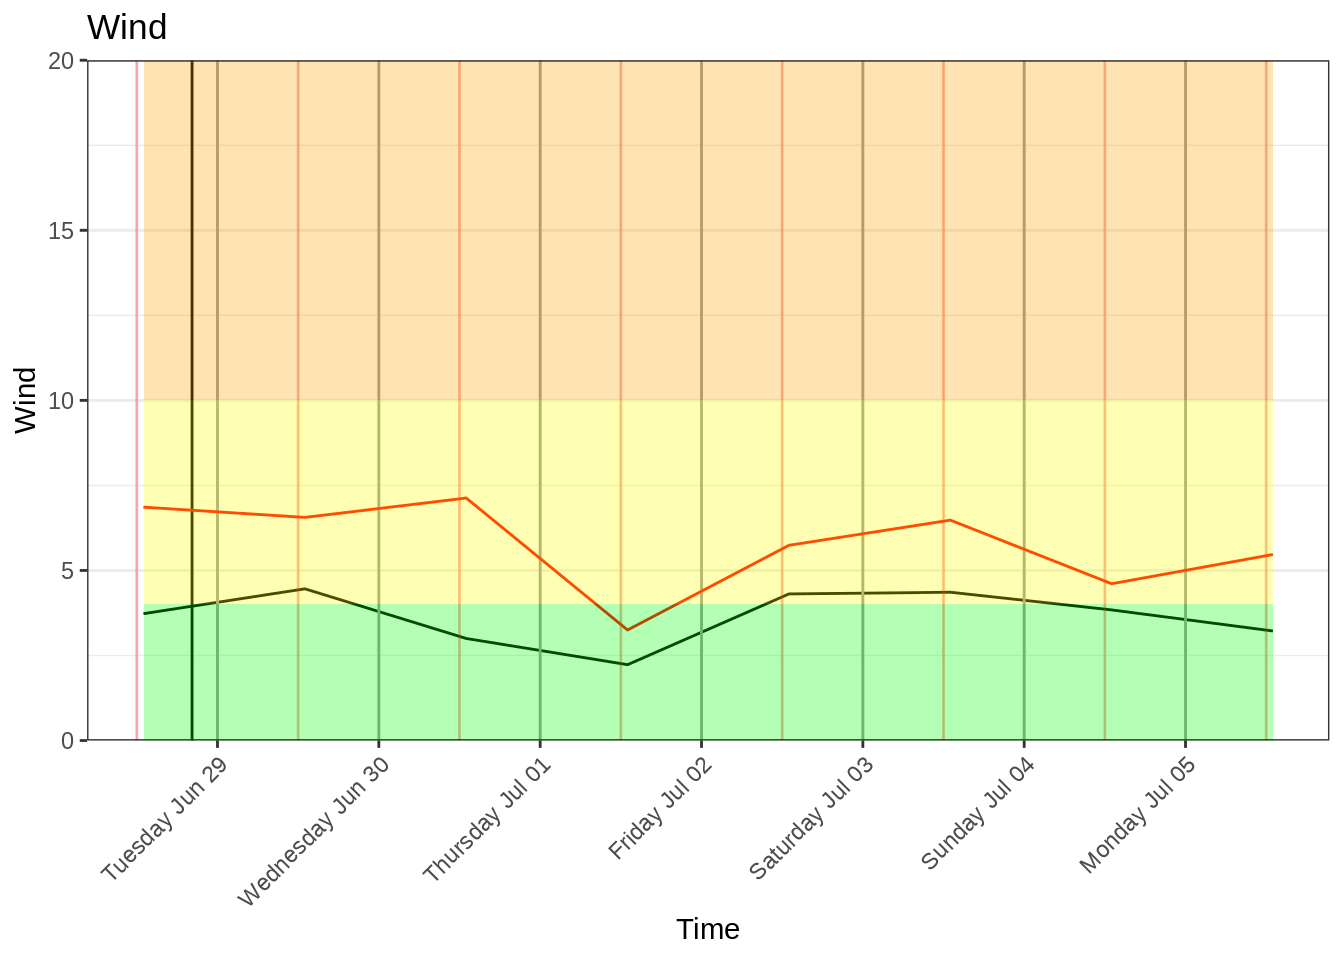 Wind
20
15
10
5
0
Wind
Tuesday Jun 29
Wednesday Jun 30
Thursday Jul 01
Friday Jul 02
Saturday Jul 03
Sunday Jul 04
Monday Jul 05
Time